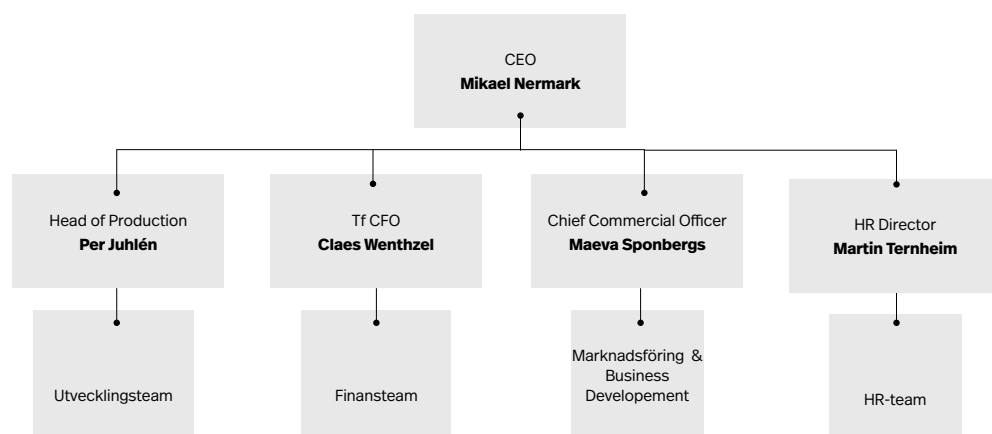 CEO
Mikael Nermark
Head of Production
Per Juhlén
Tf CFO
Claes Wenthzel
Chief Commercial Officer
Maeva Sponbergs
HR Director
Martin Ternheim
Utvecklingsteam
Finansteam
Marknadsföring &
Business
Developement
HR-team